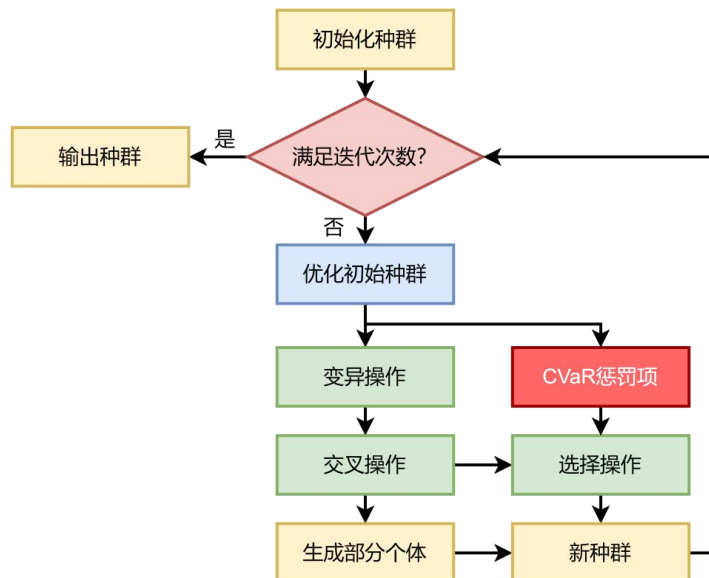 初始化种群
是
输出种群
满足迭代次数?
否
优化初始种群
变异操作
CVaR惩罚项
交叉操作
选择操作
生成部分个体
新种群